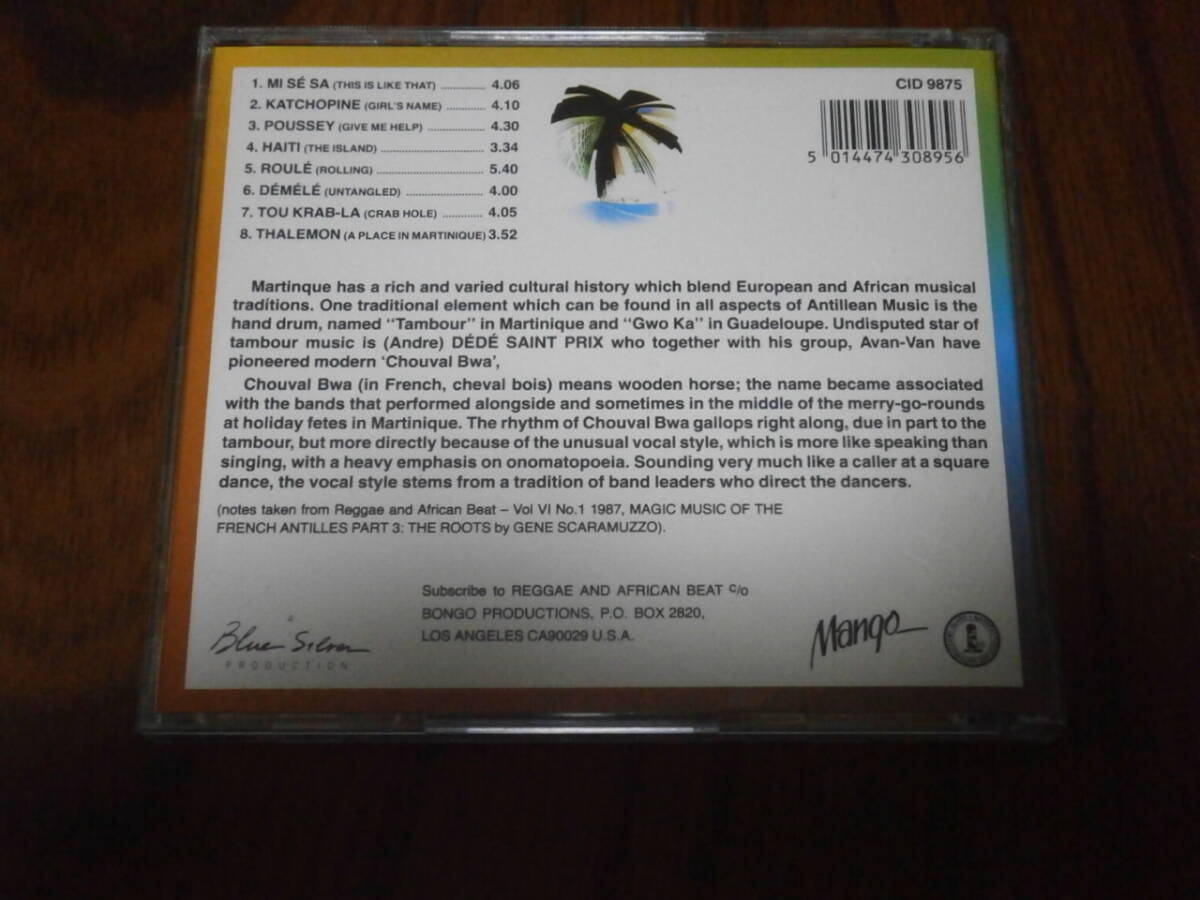 1. MI SÉ SA (THIS IS LIKE THAT) .............. 4.06
2. KATCHOPINE (GIRL'S NAME) ............ 4.10
3. POUSSEY (GIVE ME HELP) ................. 4.30
4. HAITI (THE ISLAND) ................................ 3.34
5. ROULÉ (ROLLING) .................................. 5.40
6. DÉMÉLÉ (UNTANGLED) ........................ 4.00
7. TOU KRAB-LA (CRAB HOLE) ............ 4.05
8. THALEMON (A PLACE IN MARTINIQUE) 3.52
CID 9875
5 014474 308956
Martinque has a rich and varied cultural history which blend European and African musical
traditions. One traditional element which can be found in all aspects of Antillean Music is the
hand drum, named "Tambour" in Martinique and "Gwo Ka" in Guadeloupe. Undisputed star of
tambour music is (Andre) DÉDÉ SAINT PRIX who together with his group, Avan-Van have
pioneered modern 'Chouval Bwa',
Chouval Bwa (in French, cheval bois) means wooden horse; the name became associated
with the bands that performed alongside and sometimes in the middle of the merry-go-rounds
at holiday fetes in Martinique. The rhythm of Chouval Bwa gallops right along, due in part to the
tambour, but more directly because of the unusual vocal style, which is more like speaking than
singing, with a heavy emphasis on onomatopoeia. Sounding very much like a caller at a square
dance, the vocal style stems from a tradition of band leaders who direct the dancers.
(notes taken from Reggae and African Beat – Vol VI No.1 1987, MAGIC MUSIC OF THE
FRENCH ANTILLES PART 3: THE ROOTS by GENE SCARAMUZZO).
Subscribe to REGGAE AND AFRICAN BEAT c/o
BONGO PRODUCTIONS, P.O. BOX 2820,
LOS ANGELES CA90029 U.S.A.
Blue Silver
PRODUCTION
Mango